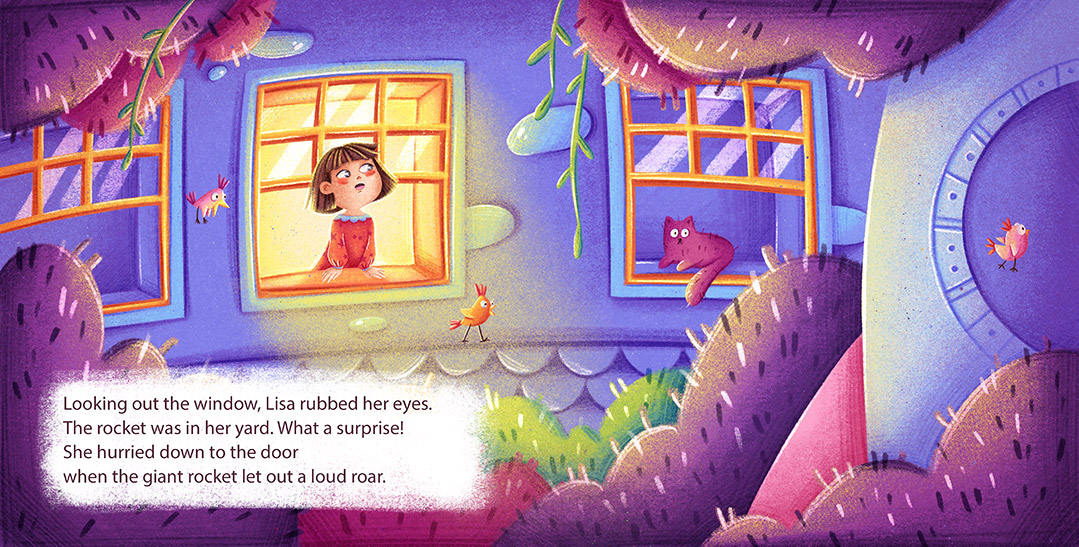 Looking out the window, Lisa rubbed her eyes.
The rocket was in her yard. What a surprise!
She hurried down to the door
when the giant rocket let out a loud roar.